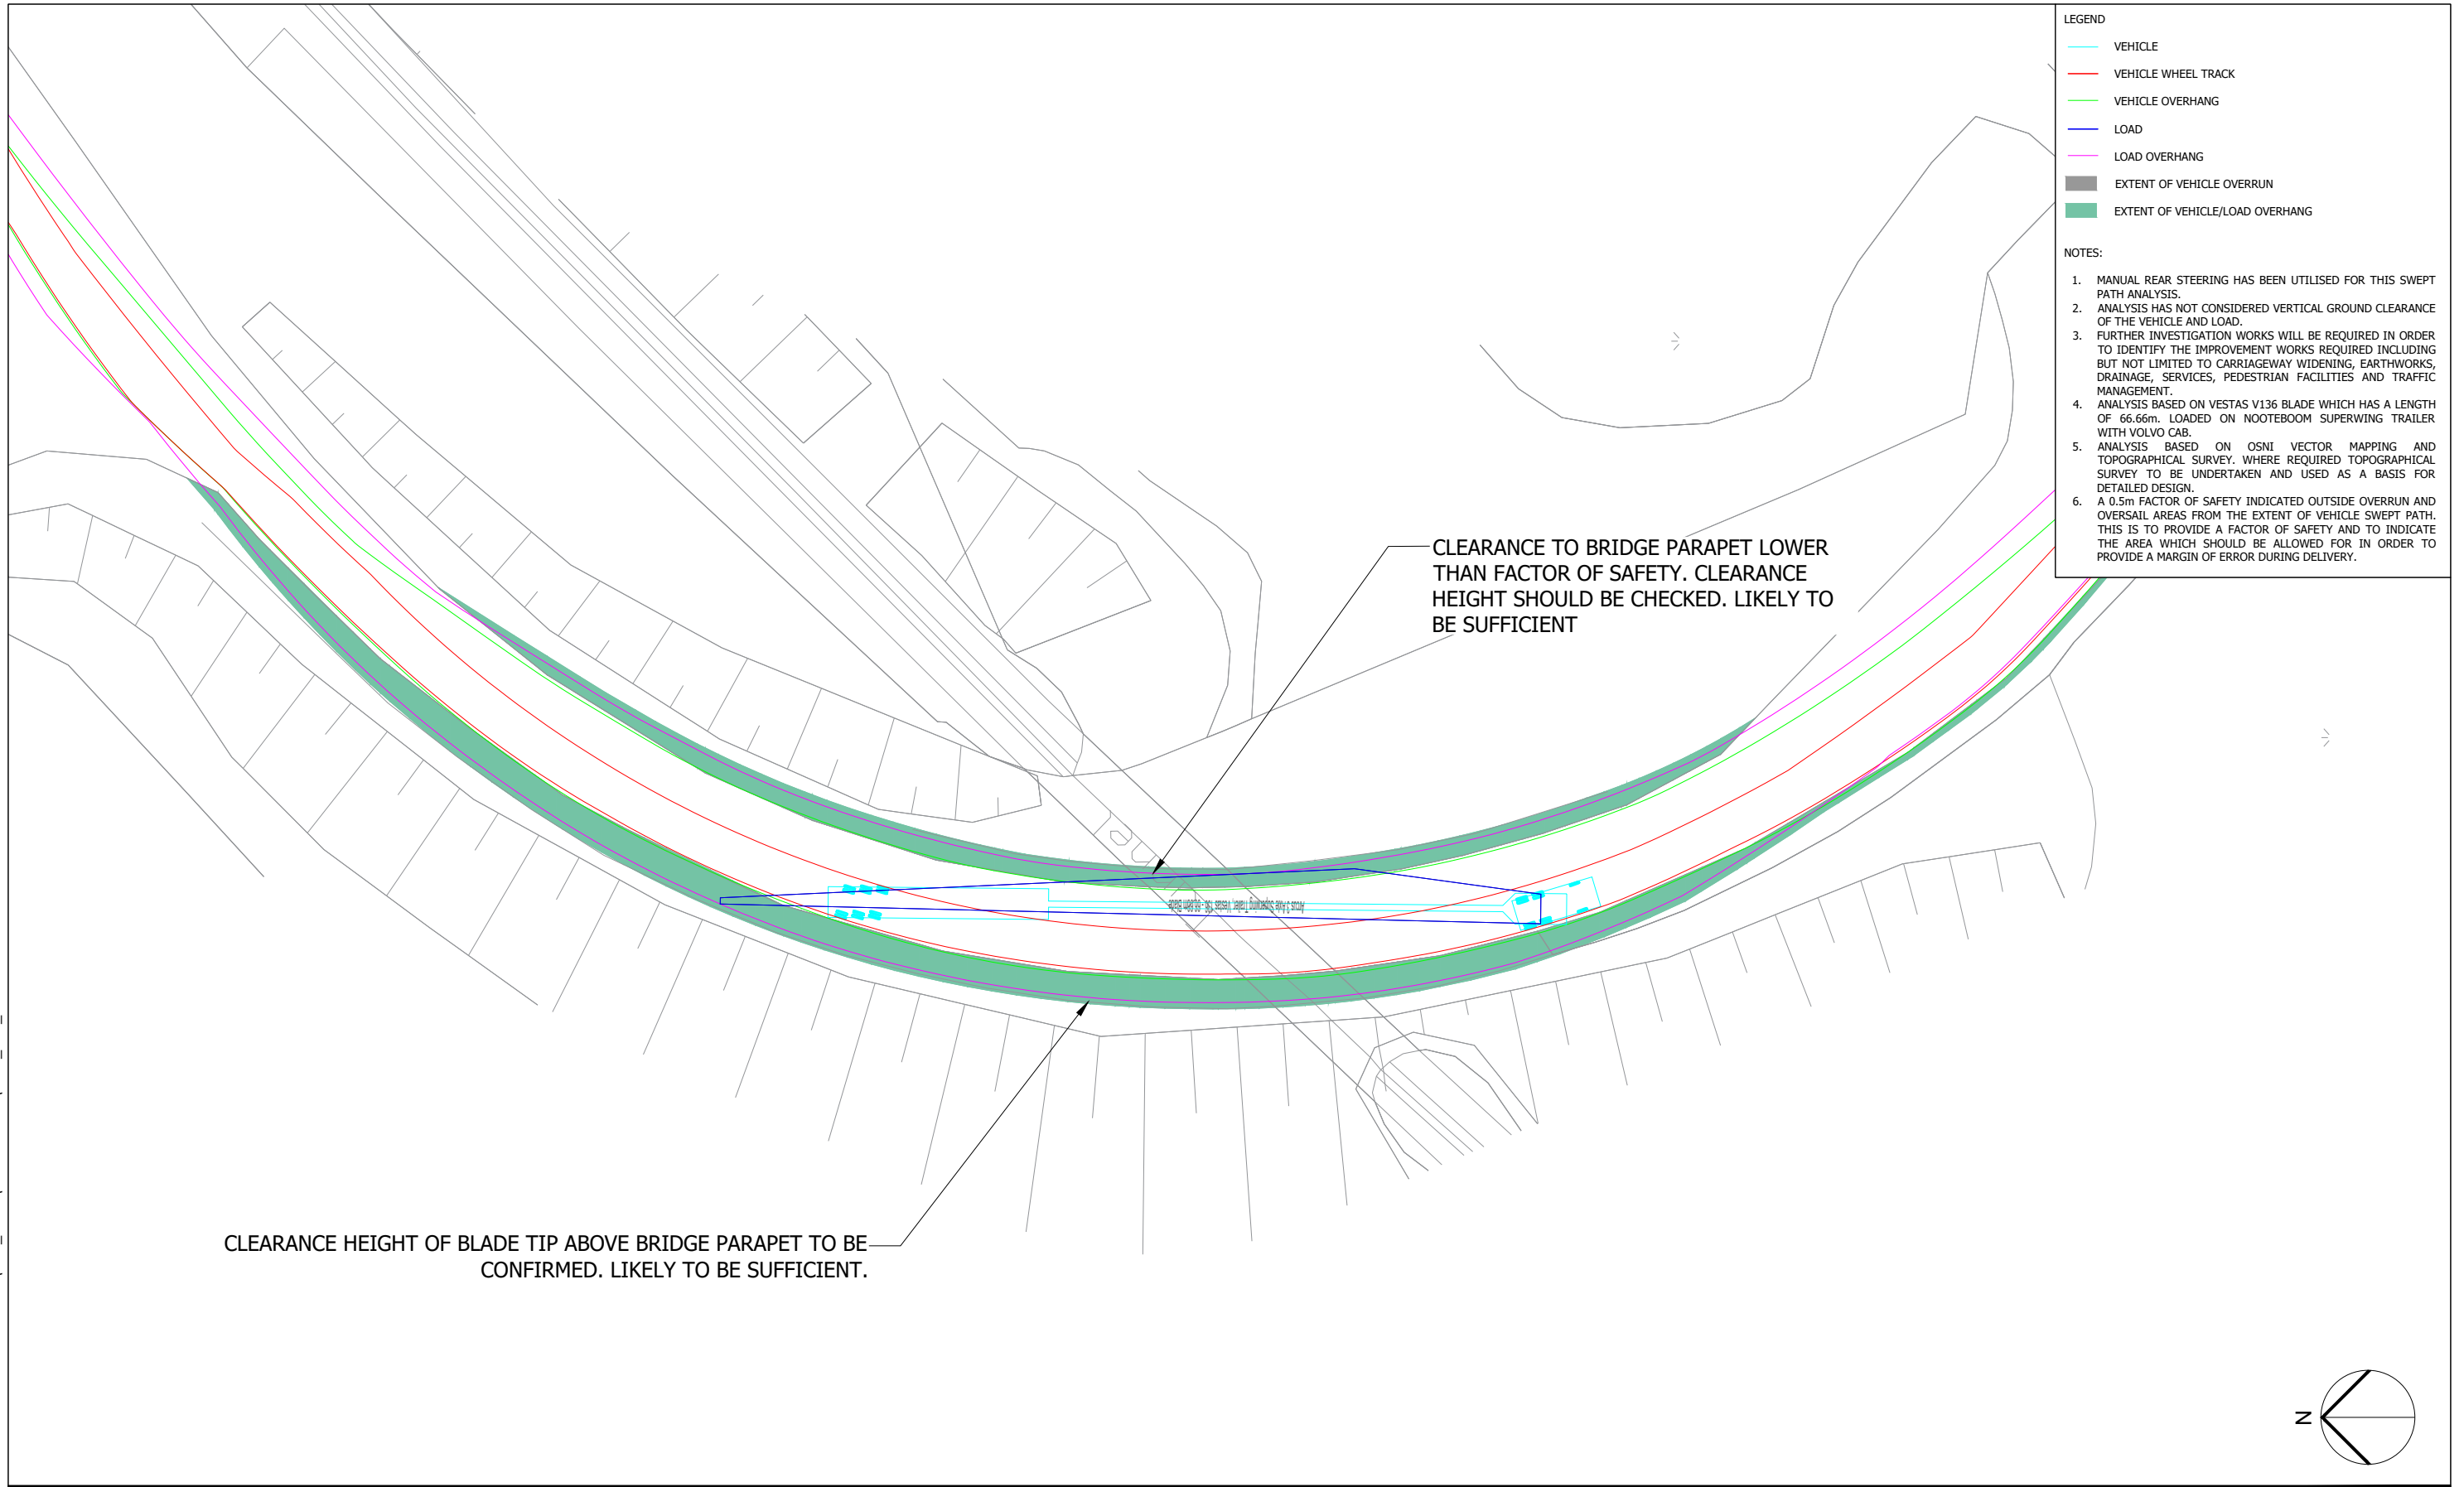 LEGEND
VEHICLE
VEHICLE WHEEL TRACK
VEHICLE OVERHANG
LOAD
LOAD OVERHANG
EXTENT OF VEHICLE OVERRUN
EXTENT OF VEHICLE/LOAD OVERHANG
NOTES:
1. MANUAL REAR STEERING HAS BEEN UTILISED FOR THIS SWEPT
PATH ANALYSIS.
2. ANALYSIS HAS NOT CONSIDERED VERTICAL GROUND CLEARANCE
OF THE VEHICLE AND LOAD.
3. FURTHER INVESTIGATION WORKS WILL BE REQUIRED IN ORDER
TO IDENTIFY THE IMPROVEMENT WORKS REQUIRED INCLUDING
BUT NOT LIMITED TO CARRIAGEWAY WIDENING, EARTHWORKS,
DRAINAGE, SERVICES, PEDESTRIAN FACILITIES AND TRAFFIC
MANAGEMENT.
4. ANALYSIS BASED ON VESTAS V136 BLADE WHICH HAS A LENGTH
OF 66.66m. LOADED ON NOOTEBOOM SUPERWING TRAILER
WITH VOLVO CAB.
5. ANALYSIS BASED ON OSNI VECTOR MAPPING AND
TOPOGRAPHICAL SURVEY. WHERE REQUIRED TOPOGRAPHICAL
SURVEY TO BE UNDERTAKEN AND USED AS A BASIS FOR
DETAILED DESIGN.
6. A 0.5m FACTOR OF SAFETY INDICATED OUTSIDE OVERRUN AND
OVERSAIL AREAS FROM THE EXTENT OF VEHICLE SWEPT PATH.
THIS IS TO PROVIDE A FACTOR OF SAFETY AND TO INDICATE
THE AREA WHICH SHOULD BE ALLOWED FOR IN ORDER TO
PROVIDE A MARGIN OF ERROR DURING DELIVERY.
CLEARANCE TO BRIDGE PARAPET LOWER
THAN FACTOR OF SAFETY. CLEARANCE
HEIGHT SHOULD BE CHECKED. LIKELY TO
BE SUFFICIENT
Superwing Trailer, Vestas
Blade
CLEARANCE HEIGHT OF BLADE TIP ABOVE BRIDGE PARAPET TO BE
CONFIRMED. LIKELY TO BE SUFFICIENT.
N